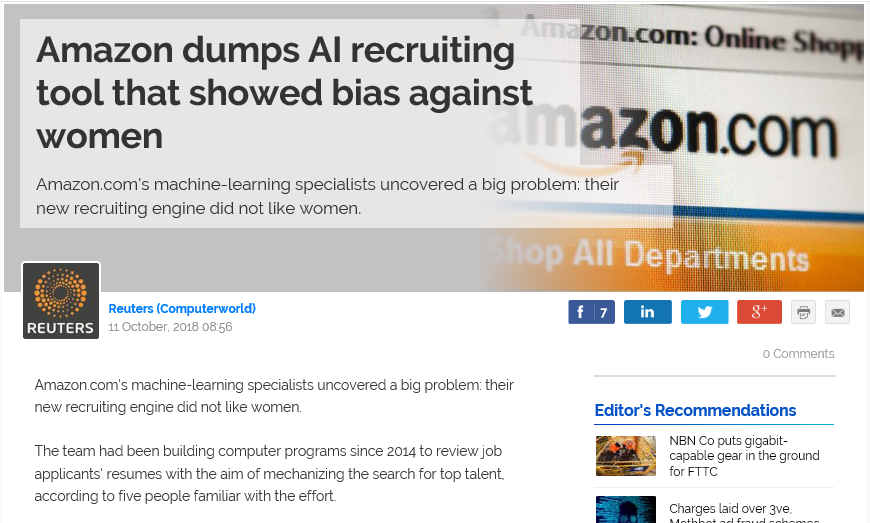 Amazon dumps AI recruiting
tool that showed bias against
women
Amazon.com's machine-learning specialists uncovered a big problem: their
new recruiting engine did not like women.
Amazon.com: Online Shopp
amazon.com
Shop All Departments
REUTERS
Reuters (Computerworld)
11 October, 2018 08:56
f 7
in
g+
0 Comments
Amazon.com's machine-learning specialists uncovered a big problem: their
new recruiting engine did not like women.
The team had been building computer programs since 2014 to review job
applicants' resumes with the aim of mechanizing the search for top talent,
according to five people familiar with the effort.
Editor's Recommendations
NBN Co puts gigabit-
capable gear in the ground
for FTTC
Charges laid over 3ve,
Methbot ad fraud schemes